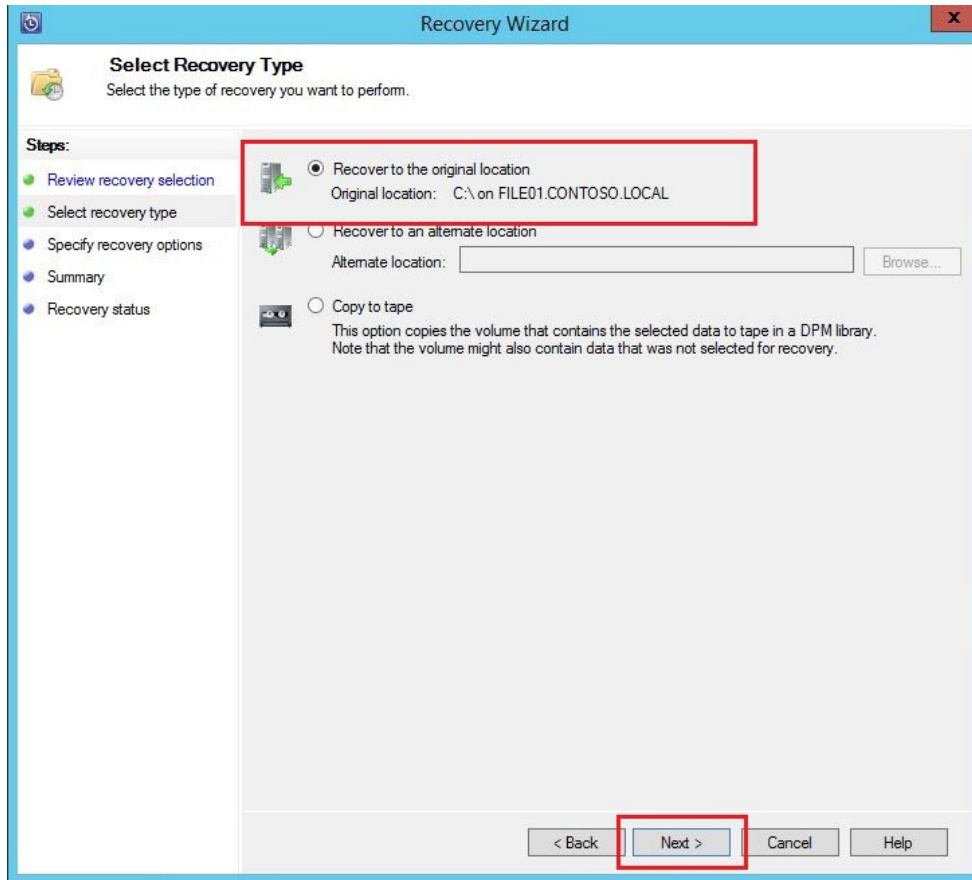 Recovery Wizard
x
Select Recovery Type
Select the type of recovery you want to perform.
Steps:
Review recovery selection
Select recovery type
Specify recovery options
Summary
Recovery status
Recover to the original location
Original location: C:\ on FILE01.CONTOSO.LOCAL
Recover to an alternate location
Alternate location:
Browse...
Copy to tape
This option copies the volume that contains the selected data to tape in a DPM library.
Note that the volume might also contain data that was not selected for recovery.
< Back
Next >
Cancel
Help